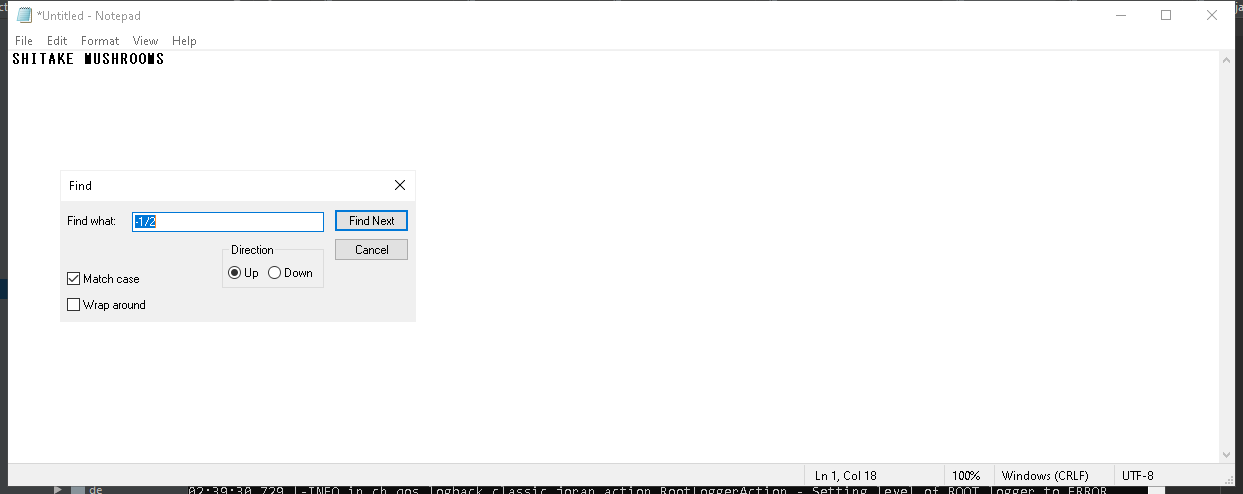 *Untitled - Notepad
File Edit Format View Help
SHITAKE MUSHROOMS
Find
Find what: -1/2 Find Next
Direction Cancel
Up Down
Match case
Wrap around
Ln 1, Col 18 100% Windows (CRLF) UTF-8
de 02:39:30,729 |-INFO in ch.qos.logback.classic.joran.action.RootLoggerAction - Setting level of ROOT logger to ERROR